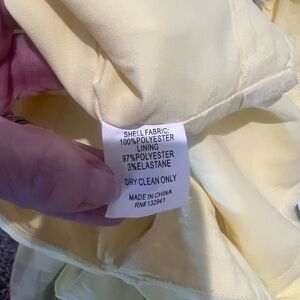 SHELL FABRIC:
100%POLYESTER
LINING
97%POLYESTER
3%ELASTANE
DRY CLEAN ONLY
MADE IN CHINA
RN# 132941